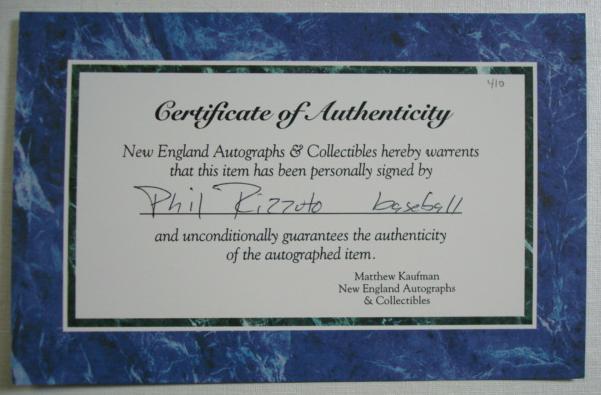 4/10
Certificate of Authenticity
New England Autographs & Collectibles hereby warrents
that this item has been personally signed by
Phil Rizzuto baseball
and unconditionally guarantees the authenticity
of the autographed item.
Matthew Kaufman
New England Autographs
& Collectibles